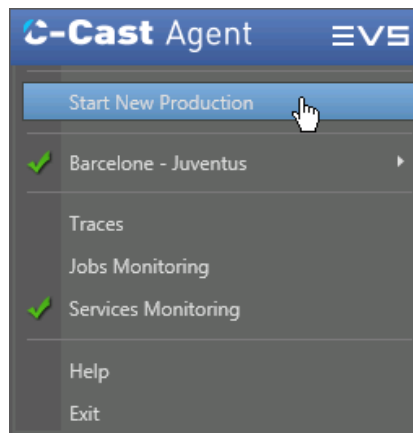 C-Cast Agent EVS
Start New Production
Barcelone - Juventus
Traces
Jobs Monitoring
Services Monitoring
Help
Exit